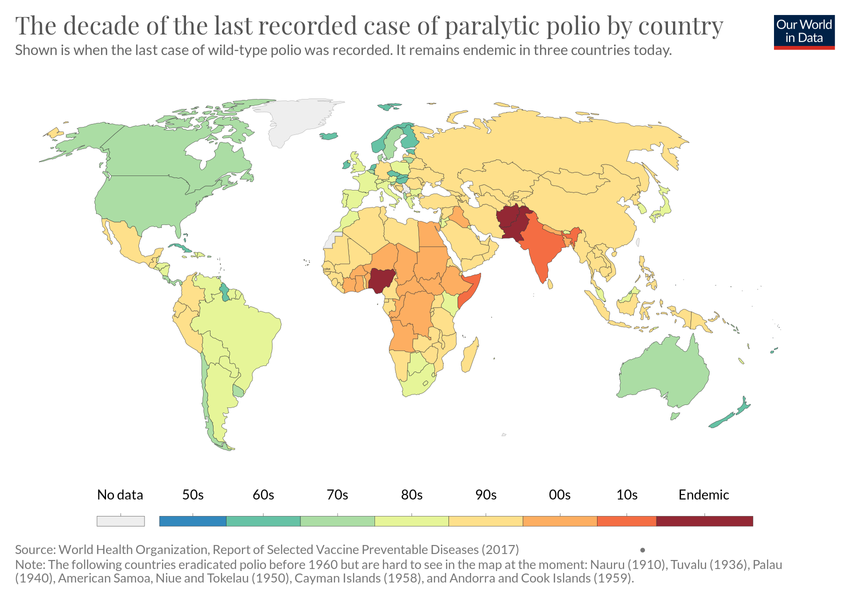 The decade of the last recorded case of paralytic polio by country
Shown is when the last case of wild-type polio was recorded. It remains endemic in three countries today.
Our World
in Data
No data
50s
60s
70s
80s
90s
00s
10s
Endemic
Source: World Health Organization, Report of Selected Vaccine Preventable Diseases (2017)
Note: The following countries eradicated polio before 1960 but are hard to see in the map at the moment: Nauru (1910), Tuvalu (1936), Palau
(1940), American Samoa, Niue and Tokelau (1950), Cayman Islands (1958), and Andorra and Cook Islands (1959).